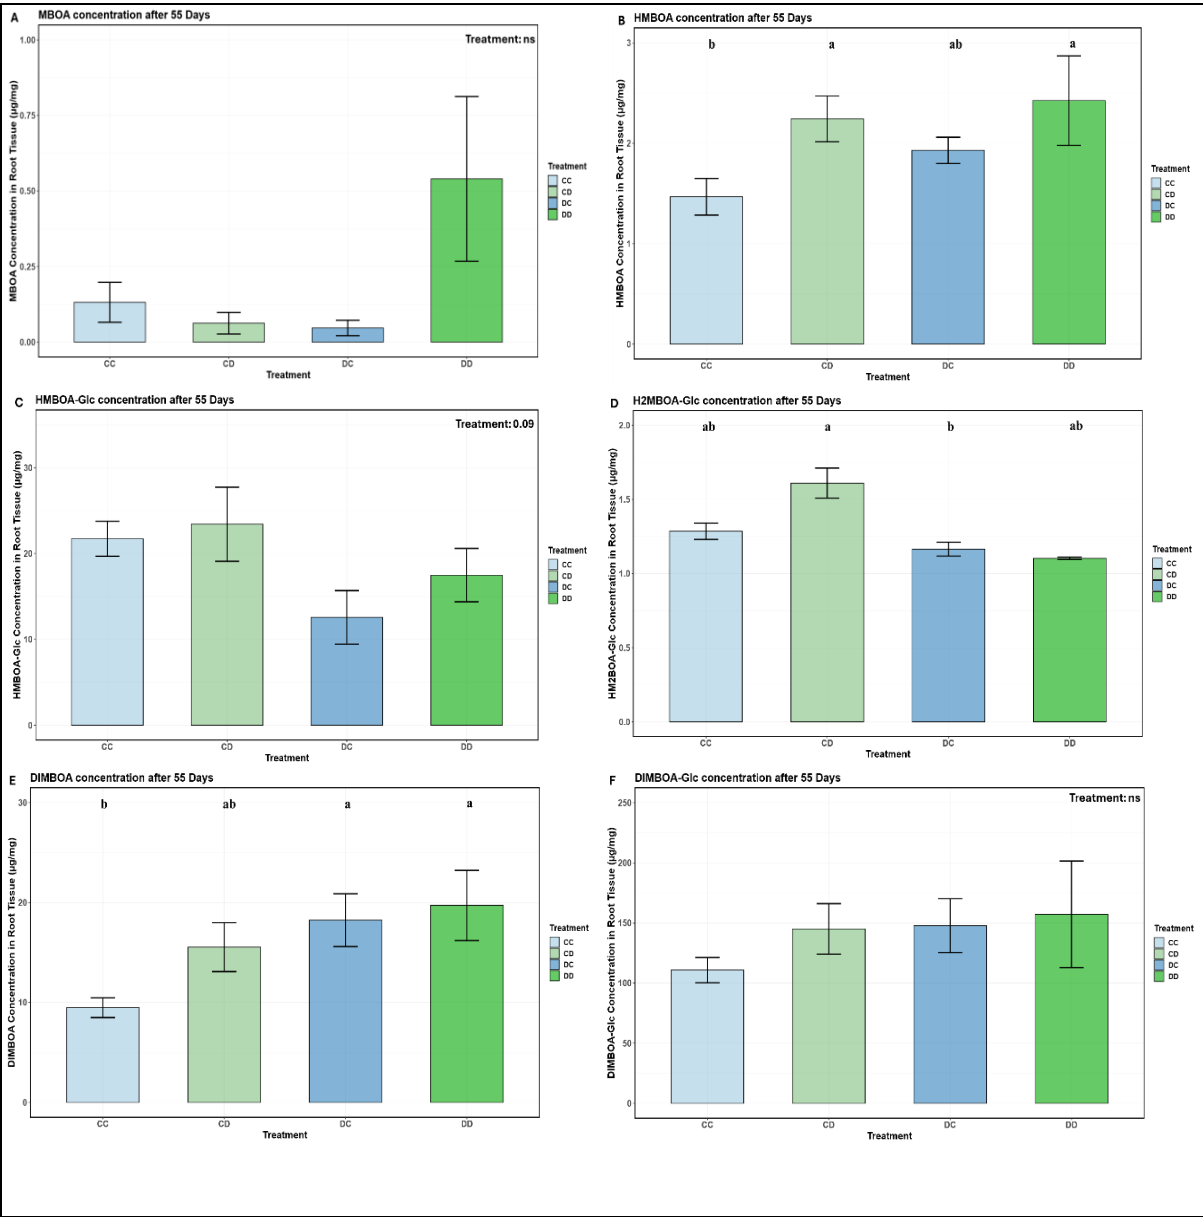 A MBOA concentration after 55 Days
Treatment: ns
1.00
0.75
0.50
0.25
0.00
MBOA Concentration in Root Tissue (µg/mg)
CC CD DC DD
Treatment
Treatment
CC
CD
DC
DD
B HMBOA concentration after 55 Days
b a ab a
3
2
1
0
HMBOA Concentration in Root Tissue (µg/mg)
CC CD DC DD
Treatment
Treatment
CC
CD
DC
DD
C HMBOA-Glc concentration after 55 Days
Treatment: 0.09
30
20
10
0
HMBOA-Glc Concentration in Root Tissue (µg/mg)
CC CD DC DD
Treatment
Treatment
CC
CD
DC
DD
D H2MBOA-Glc concentration after 55 Days
ab a b ab
2.0
1.5
1.0
0.5
0.0
HM2BOA-Glc Concentration in Root Tissue (µg/mg)
CC CD DC DD
Treatment
Treatment
CC
CD
DC
DD
E DIMBOA concentration after 55 Days
b ab a a
30
20
10
0
DIMBOA Concentration in Root Tissue (µg/mg)
CC CD DC DD
Treatment
Treatment
CC
CD
DC
DD
F DIMBOA-Glc concentration after 55 Days
Treatment: ns
250
200
150
100
50
0
DIMBOA-Glc Concentration in Root Tissue (µg/mg)
CC CD DC DD
Treatment
Treatment
CC
CD
DC
DD